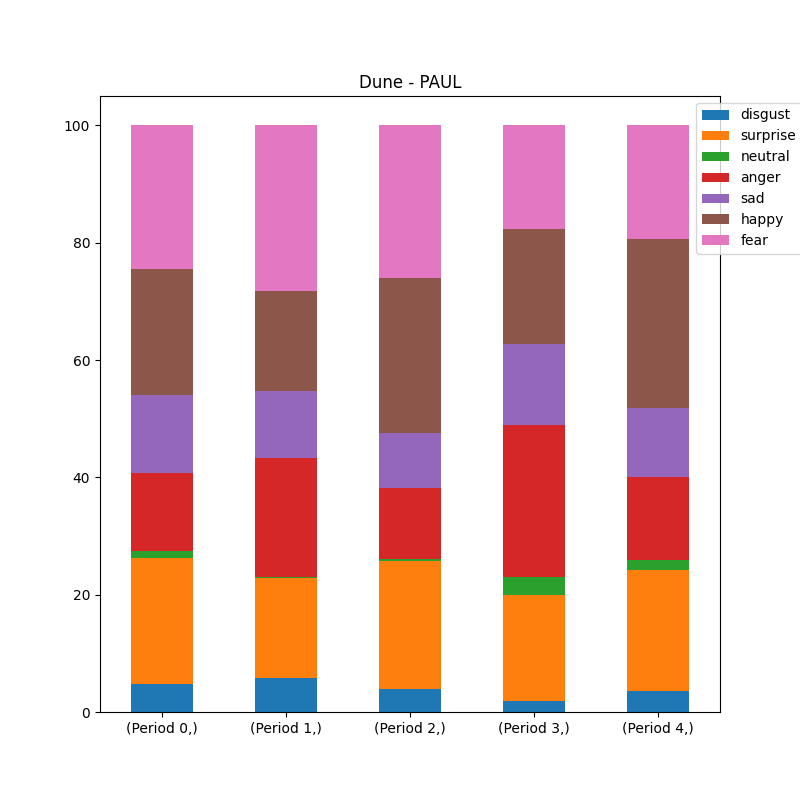 Dune - PAUL
100
80
60
40
20
0
(Period 0,)
(Period 1,)
(Period 2,)
(Period 3,)
(Period 4,)
disgust
surprise
neutral
anger
sad
happy
fear